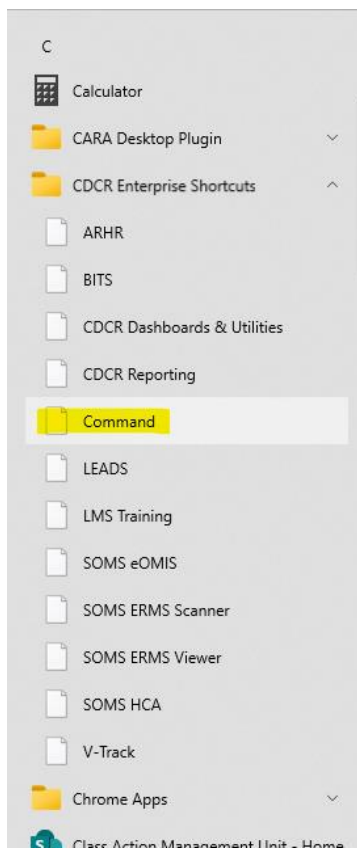 C
Calculator
CARA Desktop Plugin
CDCR Enterprise Shortcuts
ARHR
BITS
CDCR Dashboards & Utilities
CDCR Reporting
Command
LEADS
LMS Training
SOMS eOMIS
SOMS ERMS Scanner
SOMS ERMS Viewer
SOMS HCA
V-Track
Chrome Apps
S Class Action Management Unit - Home